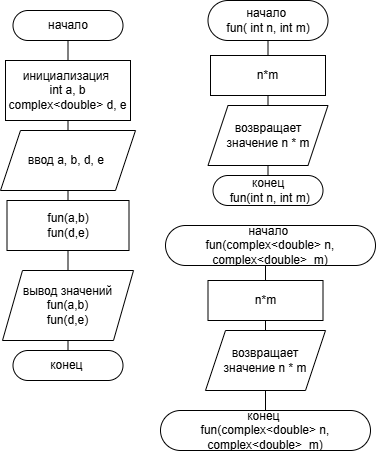 начало
инициализация
int a, b
complex<double> d, e
ввод a, b, d, e
fun(a,b)
fun(d,e)
вывод значений
fun(a,b)
fun(d,e)
конец
начало
fun( int n, int m)
n*m
возвращает
значение n * m
конец
fun(int n, int m)
начало
fun(complex<double> n,
complex<double> m)
n*m
возвращает
значение n * m
конец
fun(complex<double> n,
complex<double> m)